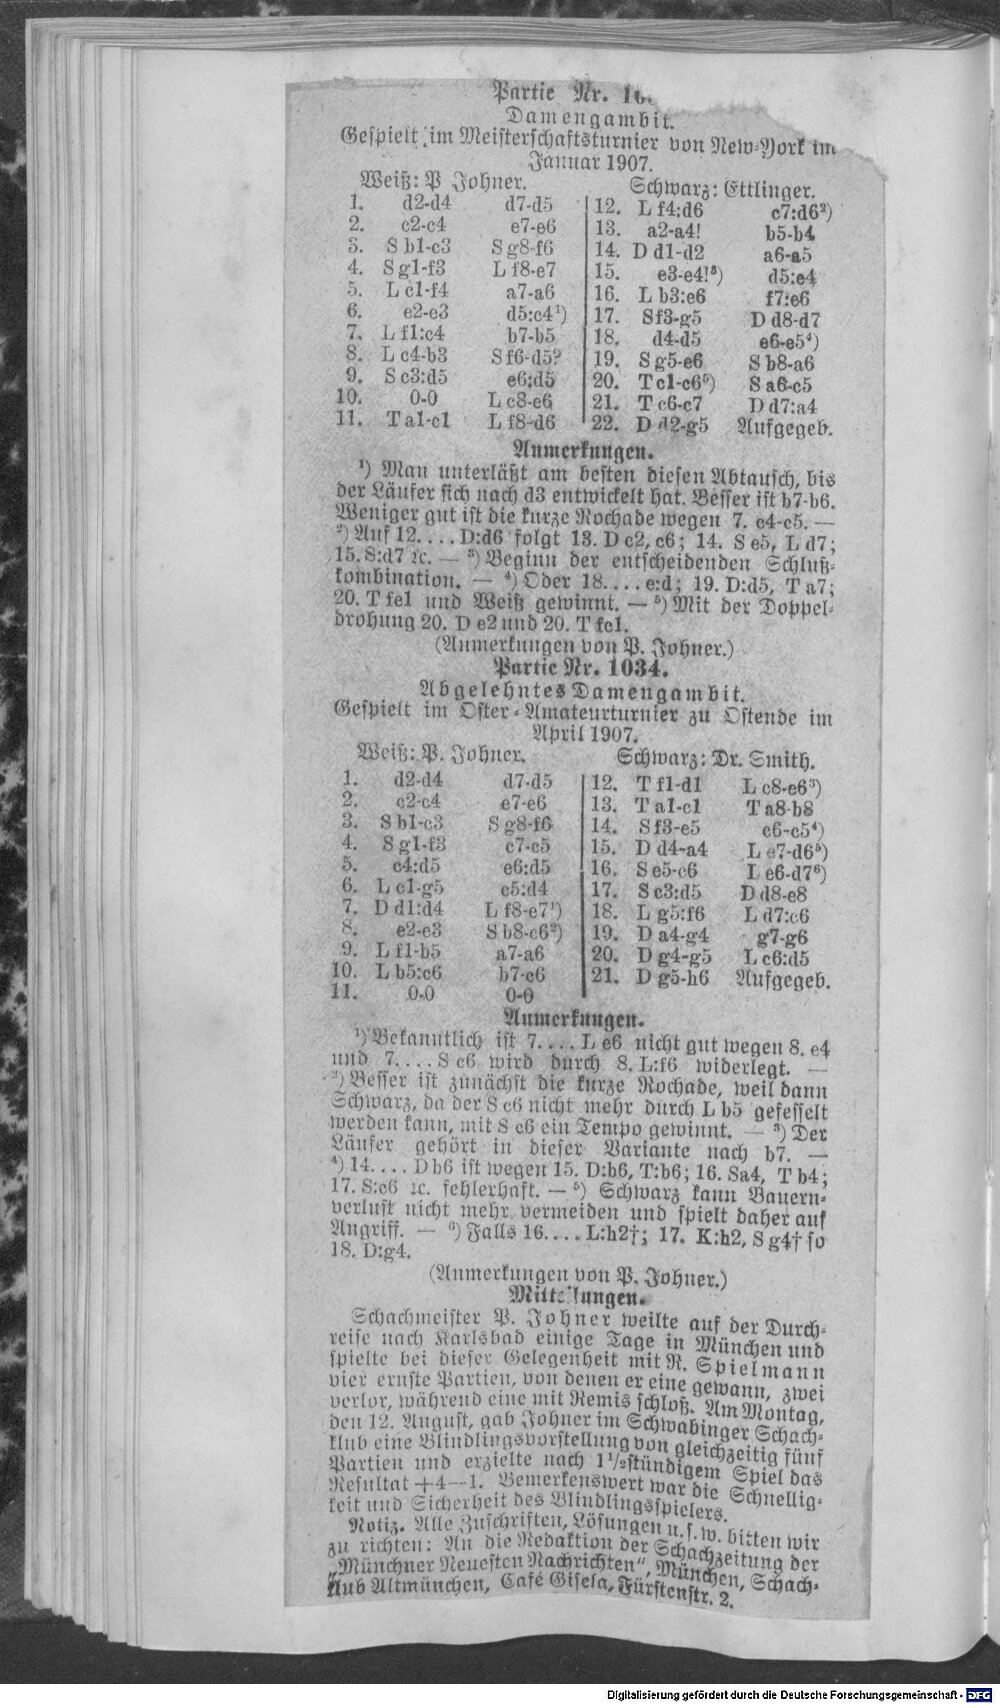 Partie Nr. 10
Damengambit.
Gespielt im Meisterschaftsturnier von New-York im
Januar 1907.
Weiß: P Johner. Schwarz: Ettlinger.
1. d2-d4 d7-d5
2. c2-c4 e7-e6
3. S b1-c3 S g8-f6
4. S g1-f3 L f8-e7
5. L c1-f4 a7-a6
6. e2-e3 d5:c4¹)
7. L f1:c4 b7-b5
8. L c4-b3 S f6-d5?
9. S c3:d5 e6:d5
10. 0-0 L c8-e6
11. T a1-c1 L f8-d6
12. L f4:d6 c7:d6²)
13. a2-a4! b5-b4
14. D d1-d2 a6-a5
15. e3-e4!³) d5:e4
16. L b3:e6 f7:e6
17. S f3-g5 D d8-d7
18. d4-d5 e6-e5⁴)
19. S g5-e6 S b8-a6
20. T c1-c6⁵) S a6-c5
21. T c6-c7 D d7:a4
22. D d2-g5 Aufgegeb.
Anmerkungen.
¹) Man unterläßt am besten diesen Abtausch, bis
der Läufer sich nach d3 entwickelt hat. Besser ist b7-b6.
Weniger gut ist die kurze Rochade wegen 7. c4-c5. —
²) Auf 12. . . . D:d6 folgt 13. D c2, c6; 14. S e5, L d7;
15. S:d7 ꝛc. — ³) Beginn der entscheidenden Schluß-
kombination. — ⁴) Oder 18. . . . e:d; 19. D:d5, T a7;
20. T fe1 und Weiß gewinnt. — ⁵) Mit der Doppel-
drohung 20. D e2 und 20. T fc1.
(Anmerkungen von P. Johner.)
Partie Nr. 1034.
Abgelehntes Damengambit.
Gespielt im Oster-Amateurturnier zu Ostende im
April 1907.
Weiß: P. Johner. Schwarz: Dr. Smith.
1. d2-d4 d7-d5
2. c2-c4 e7-e6
3. S b1-c3 S g8-f6
4. S g1-f3 c7-c5
5. c4:d5 e6:d5
6. L c1-g5 c5:d4
7. D d1:d4 L f8-e7¹)
8. e2-e3 S b8-c6²)
9. L f1-b5 a7-a6
10. L b5:c6 b7-c6
11. 0-0 0-0
12. T f1-d1 L c8-e6³)
13. T a1-c1 T a8-b8
14. S f3-e5 c6-c5⁴)
15. D d4-a4 L e7-d6⁵)
16. S e5-c6 L e6-d7⁶)
17. S c3:d5 D d8-e8
18. L g5:f6 L d7:c6
19. D a4-g4 g7-g6
20. D g4-g5 L c6:d5
21. D g5-h6 Aufgegeb.
Anmerkungen.
¹) Bekanntlich ist 7. . . . L e6 nicht gut wegen 8. e4
und 7. . . . S c6 wird durch 8. L:f6 widerlegt. —
²) Besser ist zunächst die kurze Rochade, weil dann
Schwarz, da der S c6 nicht mehr durch L b5 gefesselt
werden kann, mit S c6 ein Tempo gewinnt. — ³) Der
Läufer gehört in dieser Variante nach b7. —
⁴) 14. . . . D b6 ist wegen 15. D:b6, T:b6; 16. Sa4, T b4;
17. S:c6 ꝛc. fehlerhaft. — ⁵) Schwarz kann Bauern-
verlust nicht mehr vermeiden und spielt daher auf
Angriff. — ⁶) Falls 16. . . . L:h2†; 17. K:h2, S g4† so
18. D:g4.
(Anmerkungen von P. Johner.)
Mitteilungen.
Schachmeister P. Johner weilte auf der Durch-
reise nach Karlsbad einige Tage in München und
spielte bei dieser Gelegenheit mit R. Spielmann
vier ernste Partien, von denen er eine gewann, zwei
verlor, während eine mit Remis schloß. Am Montag,
den 12. August, gab Johner im Schwabinger Schach-
klub eine Blindlingsvorstellung von gleichzeitig fünf
Partien und erzielte nach 1½stündigem Spiel das
Resultat +4—1. Bemerkenswert war die Schnellig-
keit und Sicherheit des Blindlingsspielers.
Notiz. Alle Zuschriften, Lösungen u. s. w. bitten wir
zu richten: An die Redaktion der Schachzeitung der
„Münchner Neuesten Nachrichten", München, Schach-
klub Altmünchen, Café Gisela, Fürstenstr. 2.
Digitalisierung gefördert durch die Deutsche Forschungsgemeinschaft - DFG